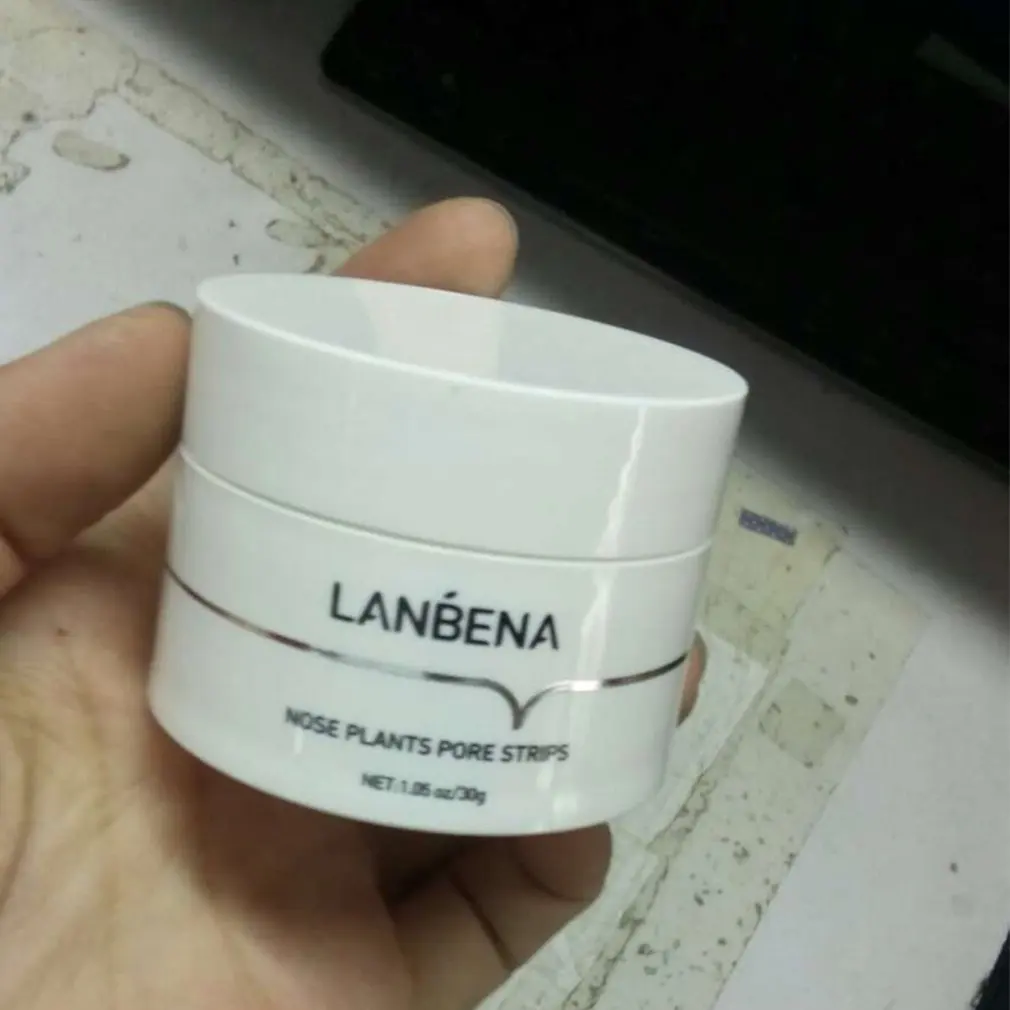 LANBENA
NOSE PLANTS PORE STRIPS
NET:1.05 oz/30g